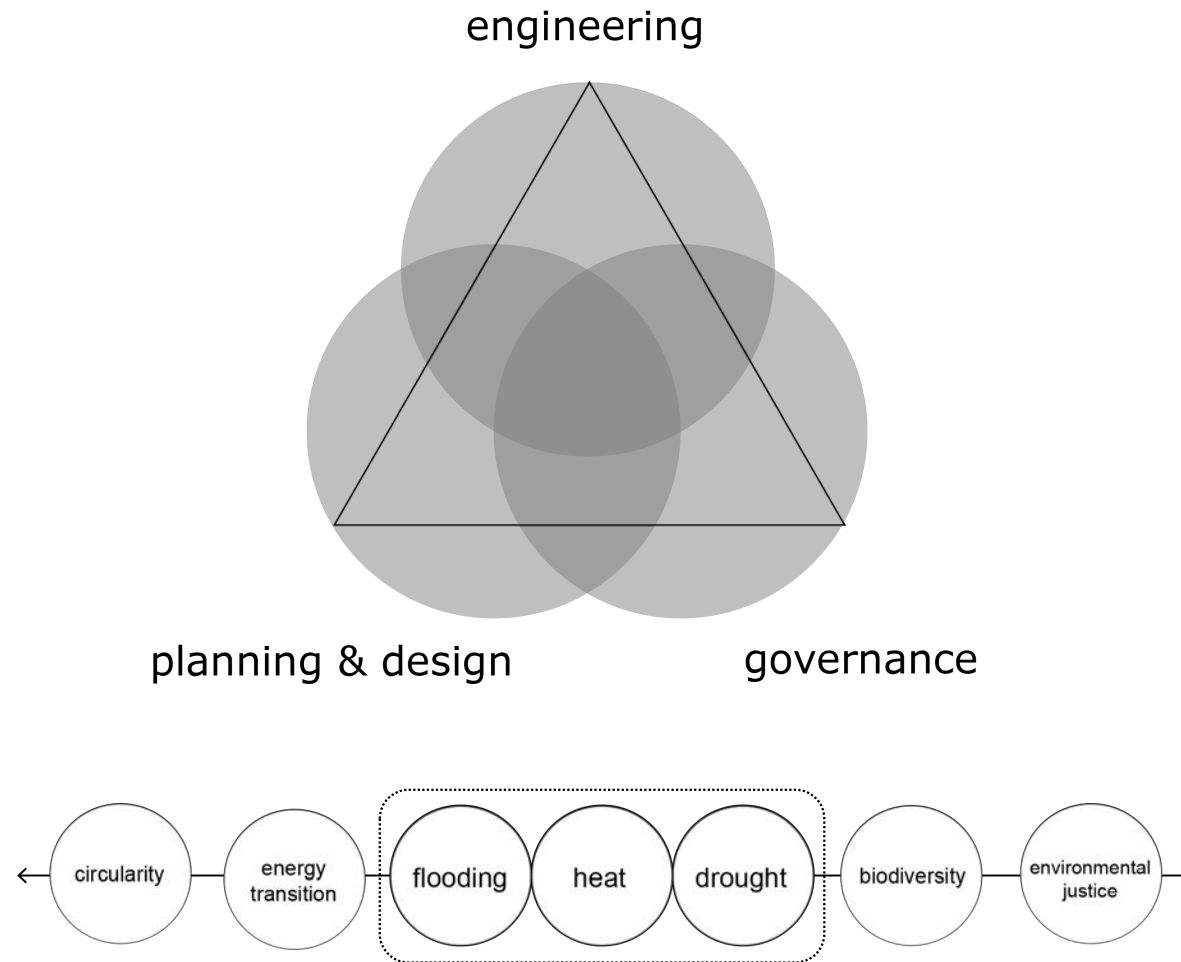 engineering
planning & design
governance
circularity
energy
transition
flooding
heat
drought
biodiversity
environmental
justice